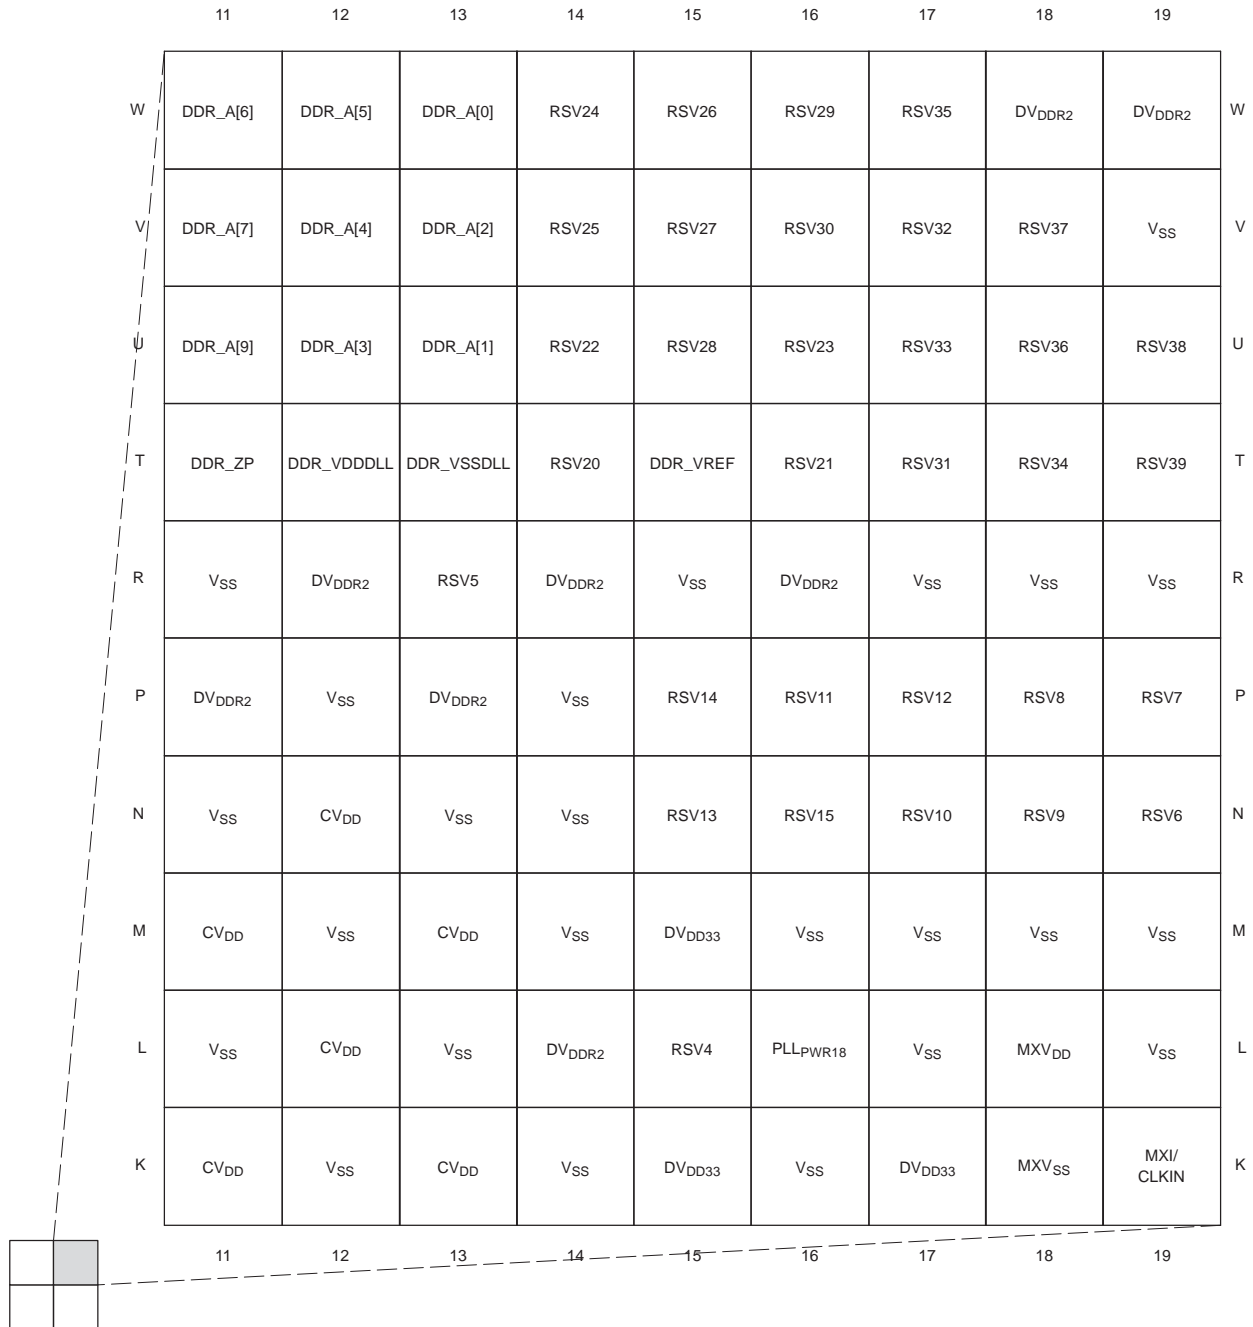 11 12 13 14 15 16 17 18 19
W DDR_A[6] DDR_A[5] DDR_A[0] RSV24 RSV26 RSV29 RSV35 DVDDR2 DVDDR2 W
V DDR_A[7] DDR_A[4] DDR_A[2] RSV25 RSV27 RSV30 RSV32 RSV37 VSS V
U DDR_A[9] DDR_A[3] DDR_A[1] RSV22 RSV28 RSV23 RSV33 RSV36 RSV38 U
T DDR_ZP DDR_VDDDLL DDR_VSSDLL RSV20 DDR_VREF RSV21 RSV31 RSV34 RSV39 T
R VSS DVDDR2 RSV5 DVDDR2 VSS DVDDR2 VSS VSS VSS R
P DVDDR2 VSS DVDDR2 VSS RSV14 RSV11 RSV12 RSV8 RSV7 P
N VSS CVDD VSS VSS RSV13 RSV15 RSV10 RSV9 RSV6 N
M CVDD VSS CVDD VSS DVDD33 VSS VSS VSS VSS M
L VSS CVDD VSS DVDDR2 RSV4 PLLPWR18 VSS MXVDD VSS L
K CVDD VSS CVDD VSS DVDD33 VSS DVDD33 MXVSS MXI/ K
CLKIN
11 12 13 14 15 16 17 18 19